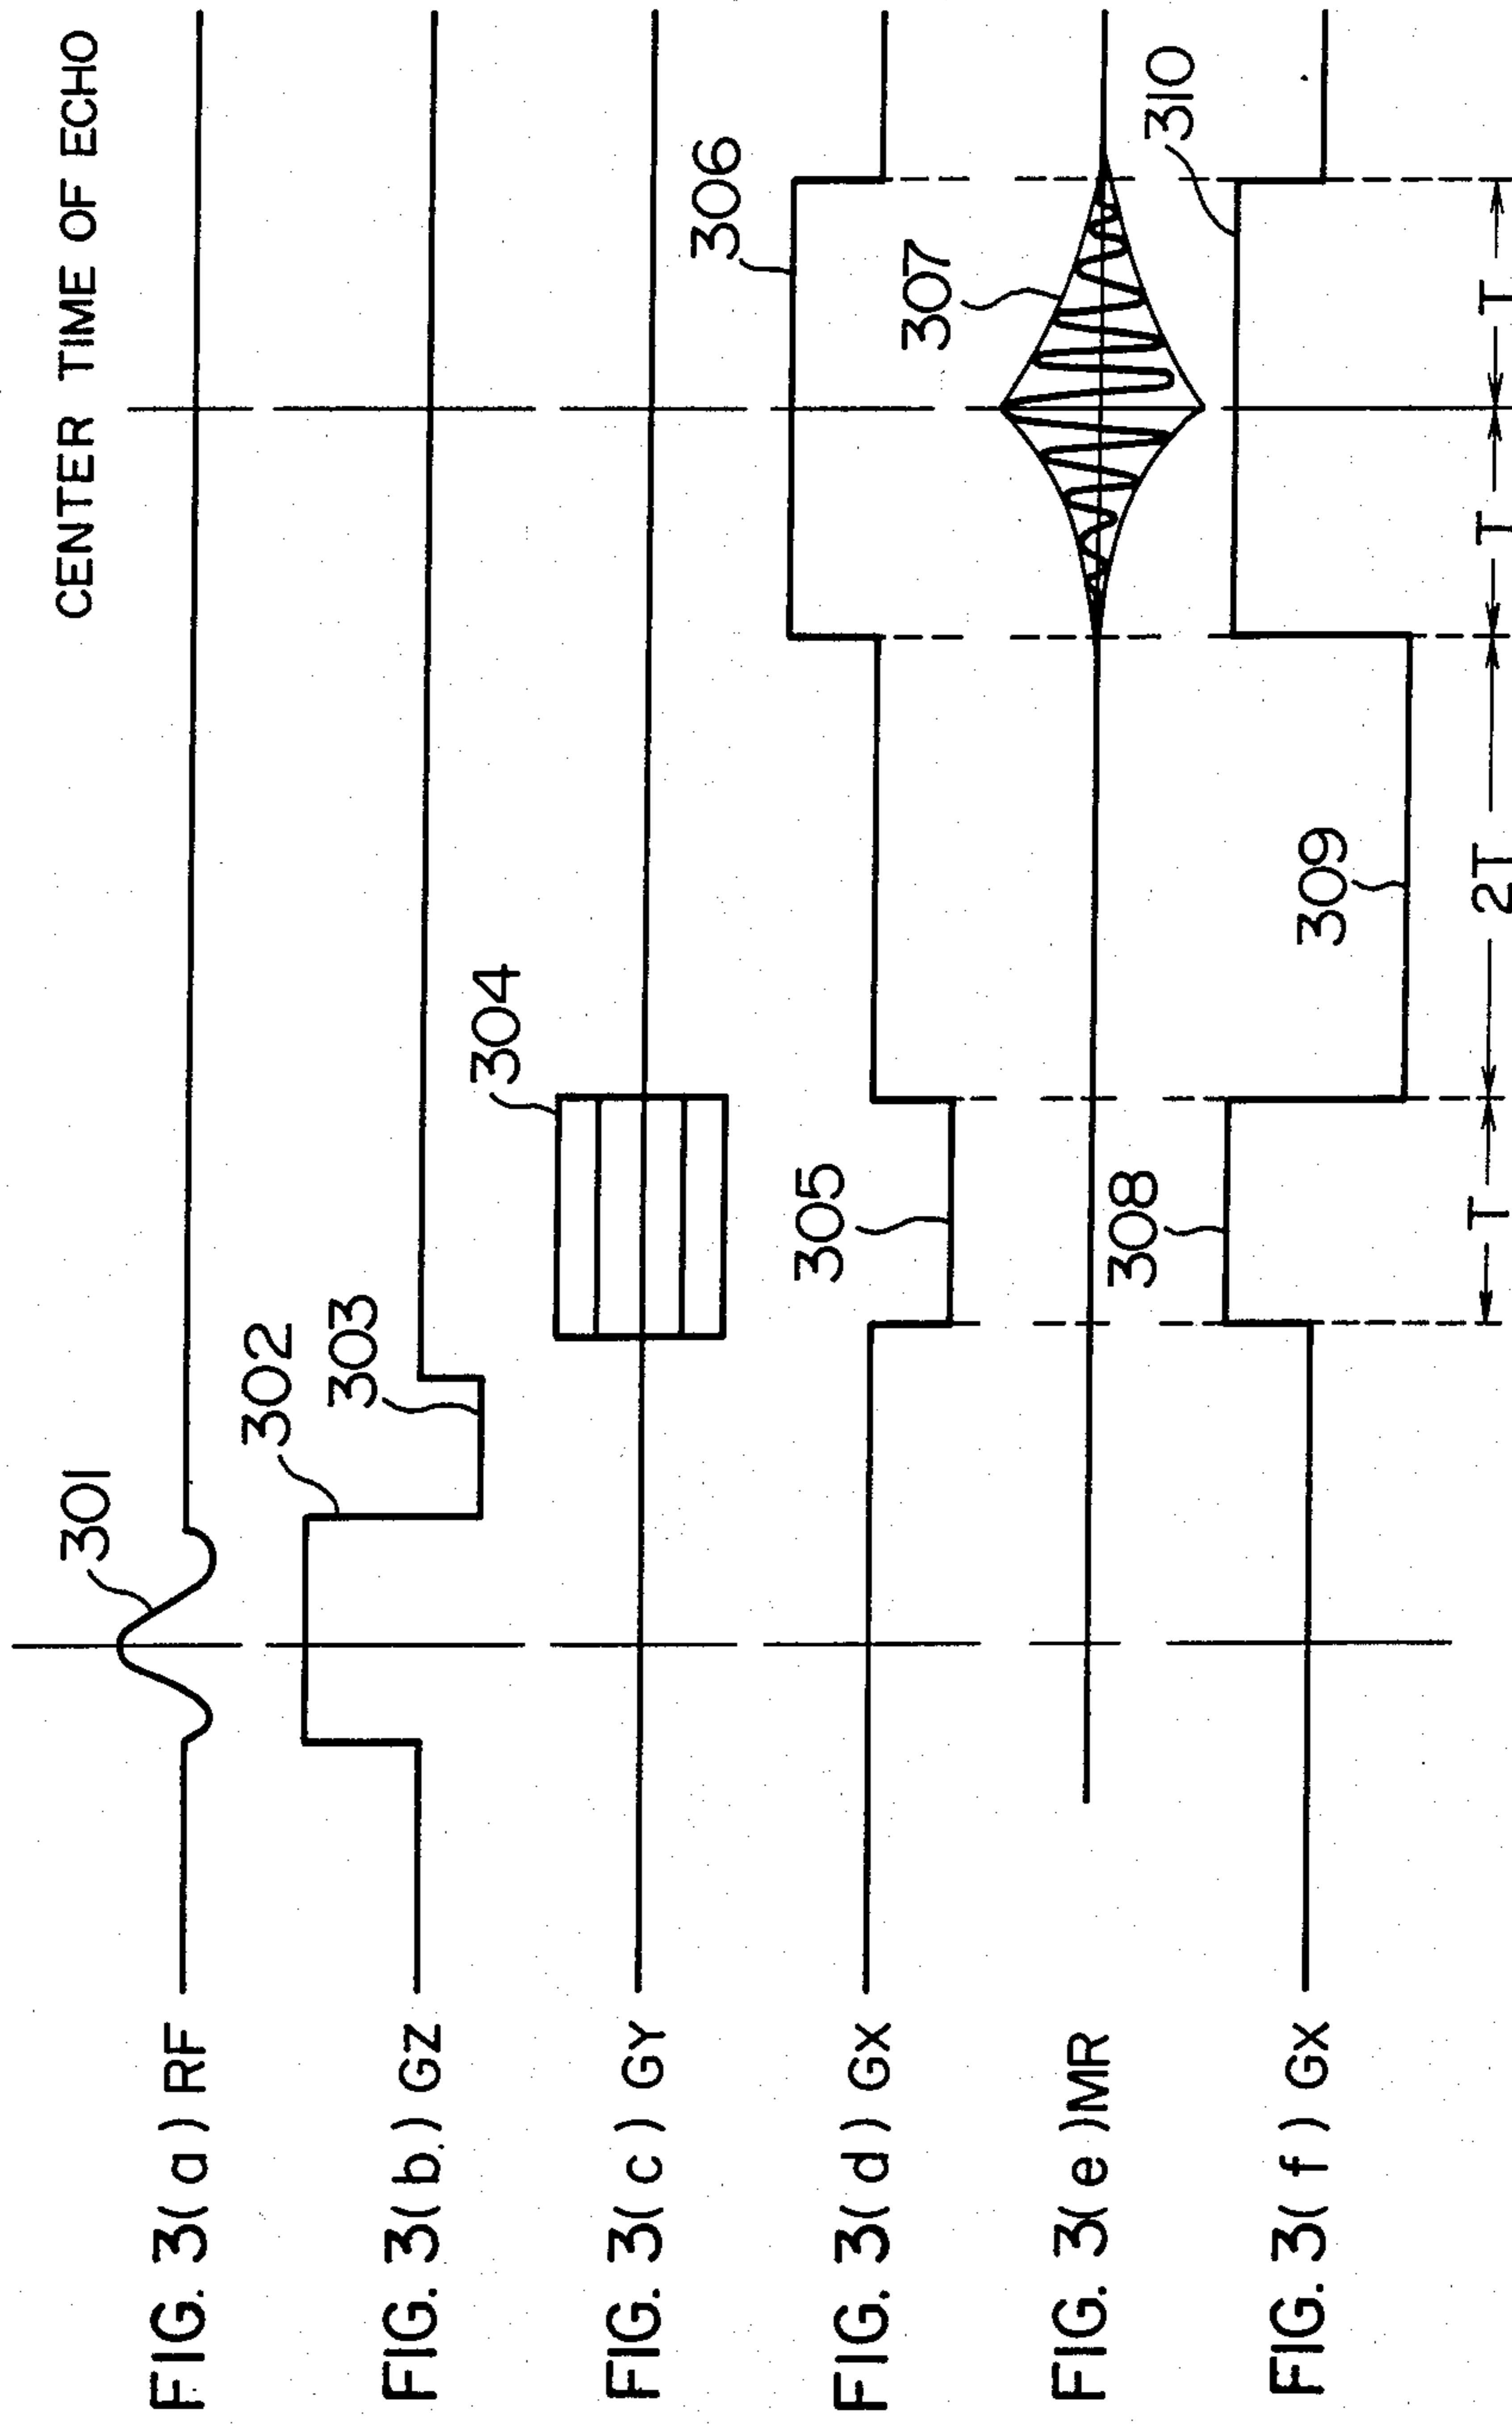 CENTER TIME OF ECHO
FIG. 3(a) RF
301
FIG. 3(b) GZ
302
303
FIG. 3(c) GY
304
FIG. 3(d) GX
305
306
FIG. 3(e) MR
307
FIG. 3(f) GX
308
309
310
T
2T
T
T